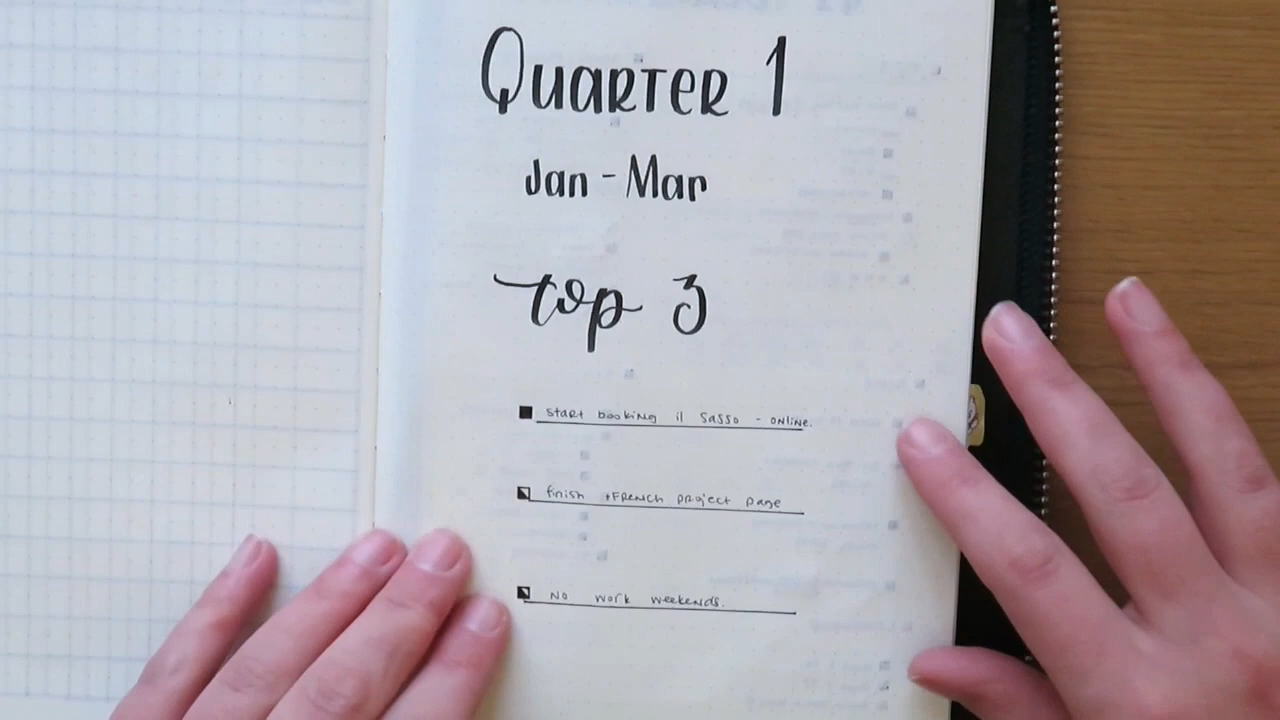 Quarter 1
Jan - Mar
top 3
start booking il sasso - online.
finish +French project page
No work weekends.